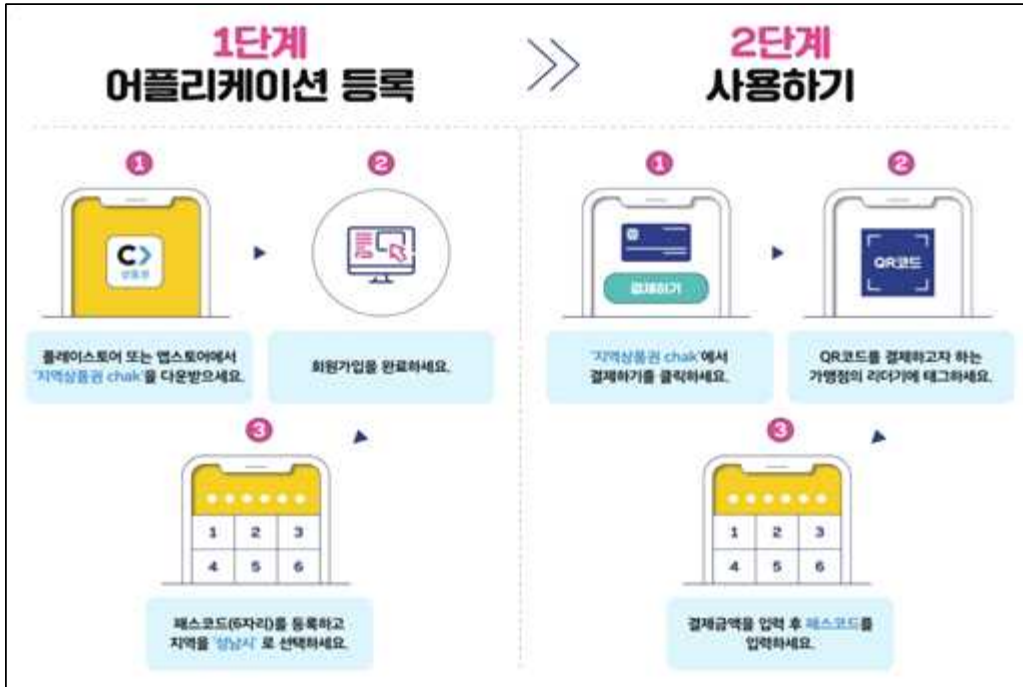 1단계
어플리케이션 등록
1
C>
상품권
플레이스토어 또는 앱스토어에서
'지역상품권 chak'을 다운받으세요.
2
회원가입을 완료하세요.
3
1 2 3
4 5 6
패스코드(6자리)를 등록하고
지역을 '성남시' 로 선택하세요.
2단계
사용하기
1
결제하기
'지역상품권 chak'에서
결제하기를 클릭하세요.
2
QR코드
QR코드를 결제하고자 하는
가맹점의 리더기에 태그하세요.
3
1 2 3
4 5 6
결제금액을 입력 후 패스코드를
입력하세요.